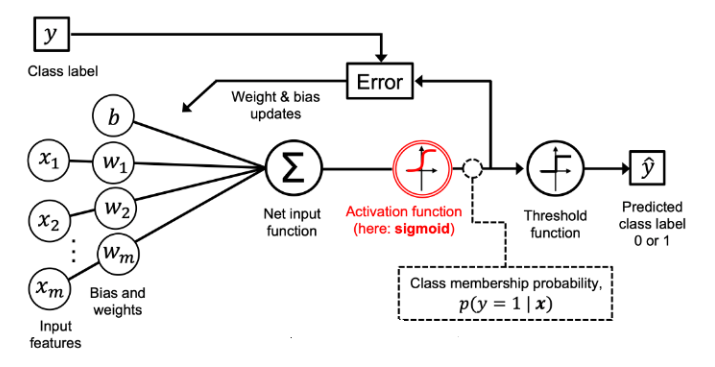 y
Class label
Error
Weight & bias
updates
b
x₁
w₁
x₂
w₂
⋮
xₘ
wₘ
Σ
Net input
function
Activation function
(here: sigmoid)
Threshold
function
ŷ
Predicted
class label
0 or 1
Bias and
weights
Input
features
Class membership probability,
p(y = 1 | x)